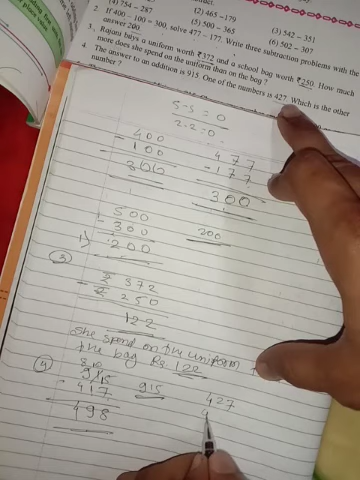 (4) 754 − 287
(5) 500 − 365
(6) 502 − 307
(2) 465 −179
(3) 542 − 351
2. If 400 − 100 = 300, solve 477 − 177. Write three subtraction problems with the
answer 200.
3. Rajani buys a uniform worth ₹372 and a school bag worth ₹250. How much
more does she spend on the uniform than on the bag ?
4. The answer to an addition is 915. One of the numbers is 427. Which is the other
number ?
5-5 = 0
2-2=0
- 400
100
300
477
- 177
300
1) - 500
300
200
200
③
- ₹ 372
₹ 250
122
She spend on the uniform
the bag Rs. 122
④
8 10
915
- 417
498
915
427
4